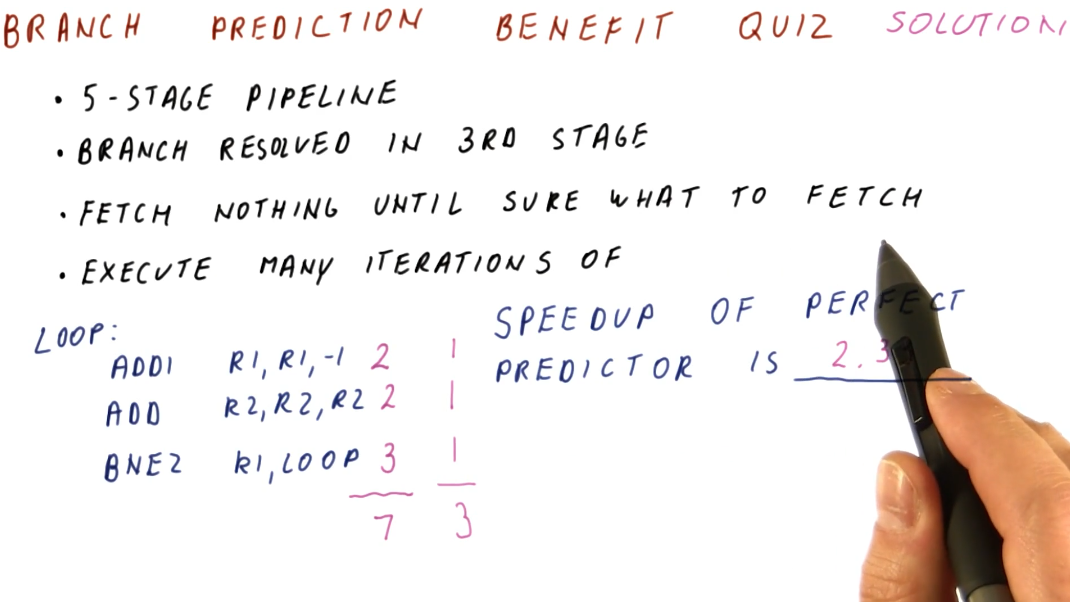 BRANCH PREDICTION BENEFIT QUIZ SOLUTION
• 5-STAGE PIPELINE
• BRANCH RESOLVED IN 3RD STAGE
• FETCH NOTHING UNTIL SURE WHAT TO FETCH
• EXECUTE MANY ITERATIONS OF
LOOP:
ADDI R1, R1, -1 2 1
ADD R2, R2, R2 2 1
BNEZ R1, LOOP 3 1
7 3
SPEEDUP OF PERFECT
PREDICTOR IS 2.3